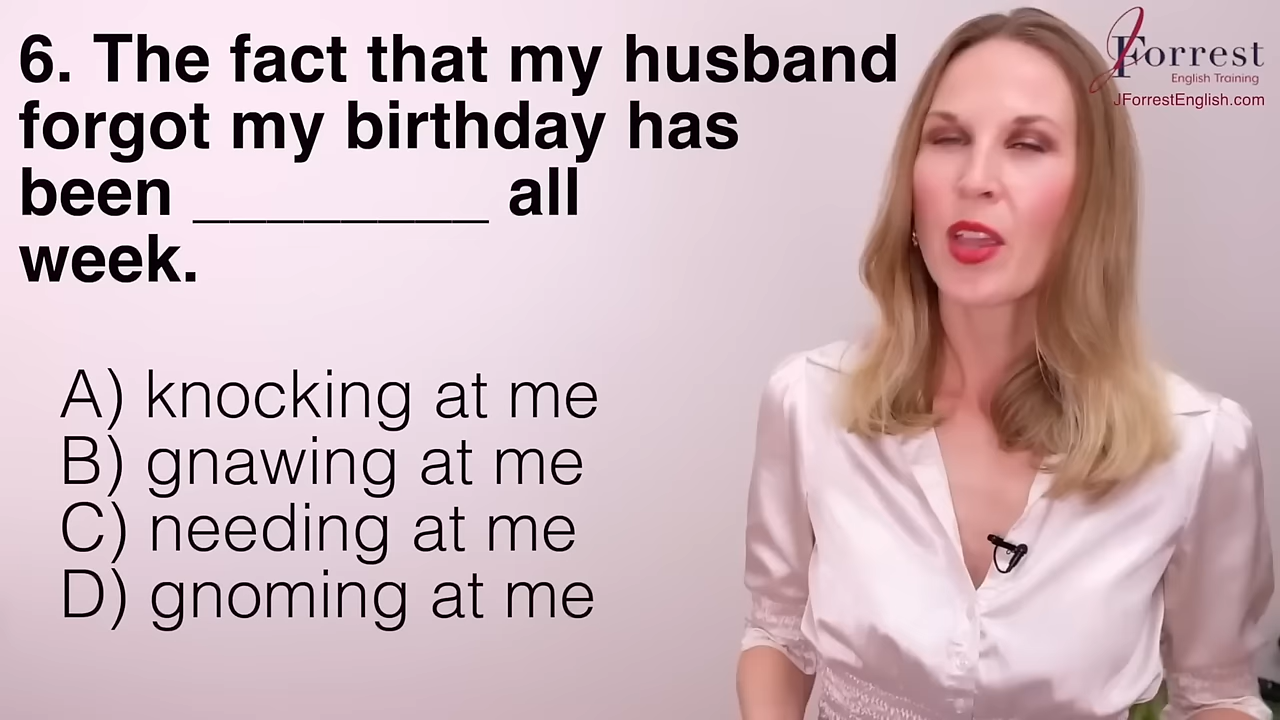 6. The fact that my husband
forgot my birthday has
been ________ all
week.
A) knocking at me
B) gnawing at me
C) needing at me
D) gnoming at me
JForrest
English Training
JForrestEnglish.com